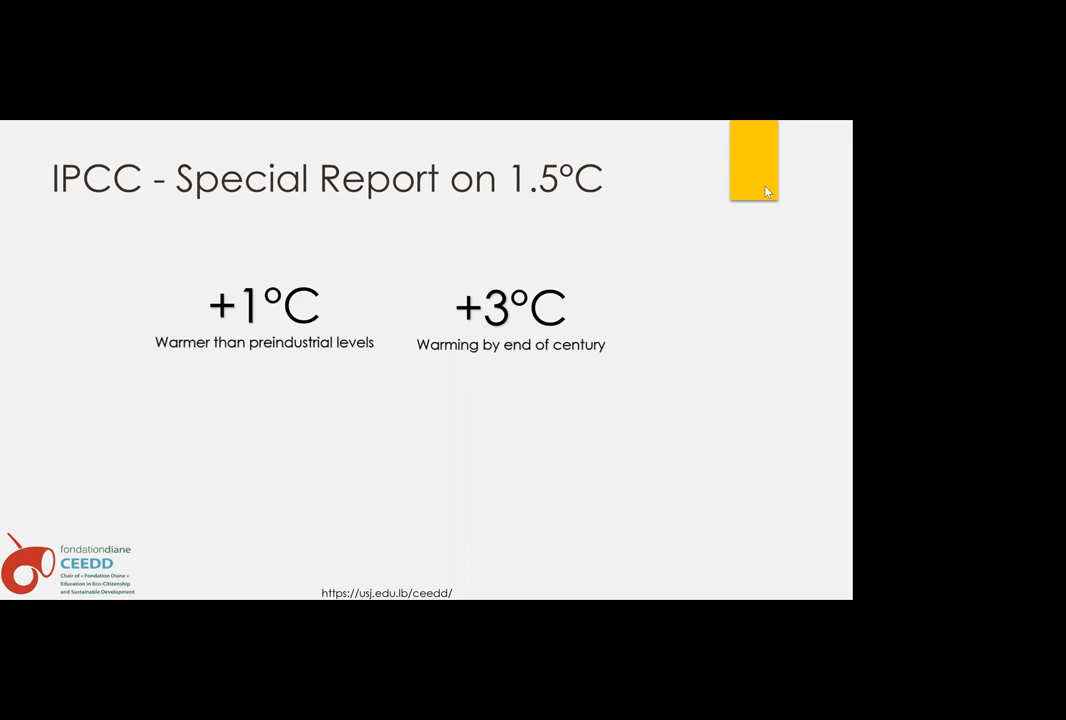 IPCC - Special Report on 1.5°C
+1°C
Warmer than preindustrial levels
+3°C
Warming by end of century
fondationdiane
CEEDD
Chair of « Fondation Diane »
Education in Eco-Citizenship
and Sustainable Development
https://usj.edu.lb/ceedd/